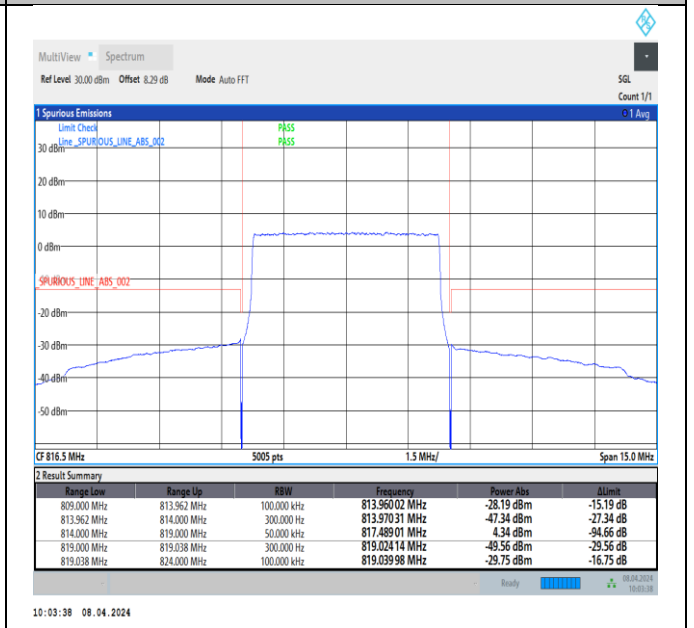 MultiView Spectrum
Ref Level 30.00 dBm Offset 8.29 dB Mode Auto FFT SGL
Count 1/1
1 Spurious Emissions 1 Avg
Limit Check PASS
Line _SPURIOUS_LINE_ABS_002 PASS
30 dBm
20 dBm
10 dBm
0 dBm
_SPURIOUS_LINE_ABS_002
-20 dBm
-30 dBm
-40 dBm
-50 dBm
CF 816.5 MHz 5005 pts 1.5 MHz/ Span 15.0 MHz
2 Result Summary
Range Low Range Up RBW Frequency Power Abs ΔLimit
809.000 MHz 813.962 MHz 100.000 kHz 813.96002 MHz -28.19 dBm -15.19 dB
813.962 MHz 814.000 MHz 300.000 Hz 813.97031 MHz -47.34 dBm -27.34 dB
814.000 MHz 819.000 MHz 50.000 kHz 817.48901 MHz 4.34 dBm -94.66 dB
819.000 MHz 819.038 MHz 300.000 Hz 819.02414 MHz -49.56 dBm -29.56 dB
819.038 MHz 824.000 MHz 100.000 kHz 819.03998 MHz -29.75 dBm -16.75 dB
Ready 08.04.2024
10:03:38
10:03:38 08.04.2024